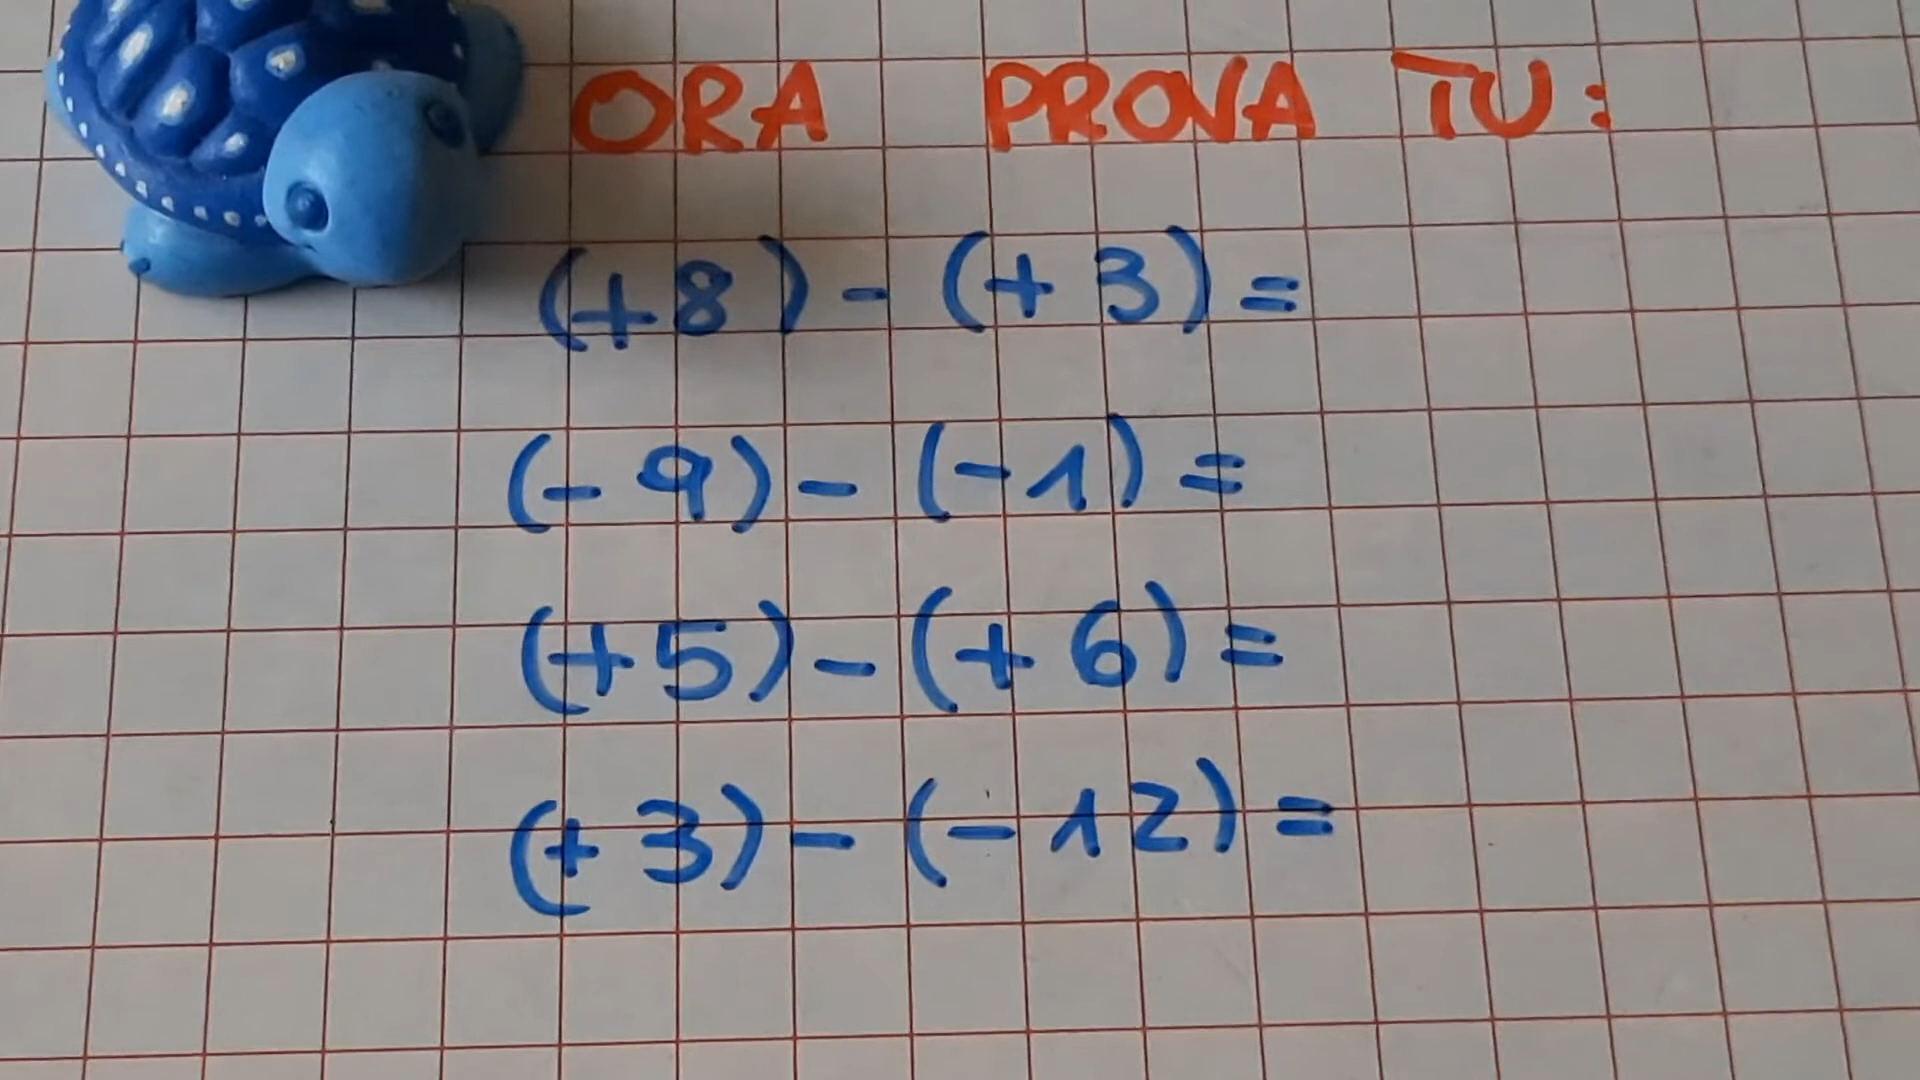 ORA PROVA TU:
(+8) - (+3) =
(-9) - (-1) =
(+5) - (+6) =
(+3) - (-12) =